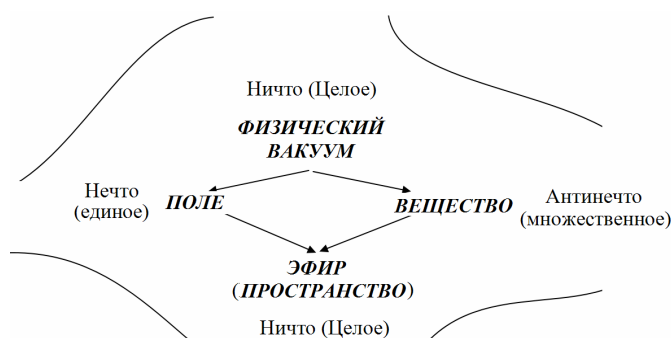 Ничто (Целое)
ФИЗИЧЕСКИЙ
ВАКУУМ
Нечто
(единое)
ПОЛЕ
ВЕЩЕСТВО
Антинечто
(множественное)
ЭФИР
(ПРОСТРАНСТВО)
Ничто (Целое)